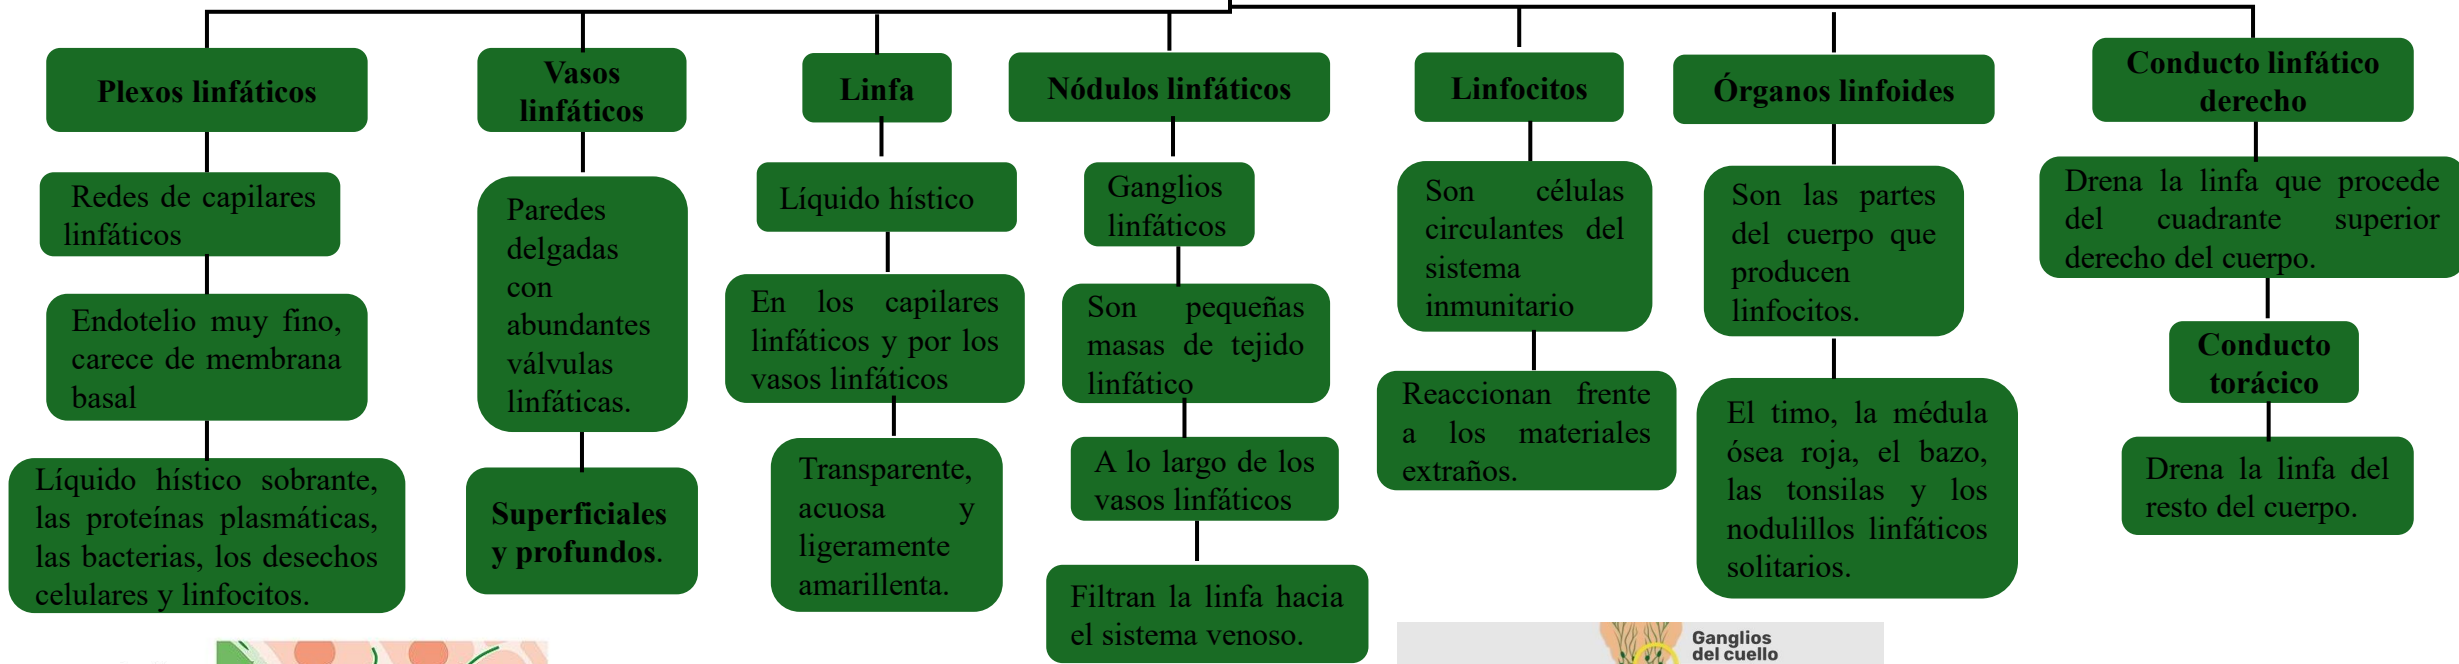 Plexos linfáticos
Redes de capilares
linfáticos
Endotelio muy fino,
carece de membrana
basal
Líquido hístico sobrante,
las proteínas plasmáticas,
las bacterias, los desechos
celulares y linfocitos.
Vasos
linfáticos
Paredes
delgadas
con
abundantes
válvulas
linfáticas.
Superficiales
y profundos.
Linfa
Líquido hístico
En los capilares
linfáticos y por los
vasos linfáticos
Transparente,
acuosa y
ligeramente
amarillenta.
Nódulos linfáticos
Ganglios
linfáticos
Son pequeñas
masas de tejido
linfático
A lo largo de los
vasos linfáticos
Filtran la linfa hacia
el sistema venoso.
Linfocitos
Son células
circulantes del
sistema
inmunitario
Reaccionan frente
a los materiales
extraños.
Órganos linfoides
Son las partes
del cuerpo que
producen
linfocitos.
El timo, la médula
ósea roja, el bazo,
las tonsilas y los
nodulillos linfáticos
solitarios.
Conducto linfático
derecho
Drena la linfa que procede
del cuadrante superior
derecho del cuerpo.
Conducto
torácico
Drena la linfa del
resto del cuerpo.
Ganglios
del cuello